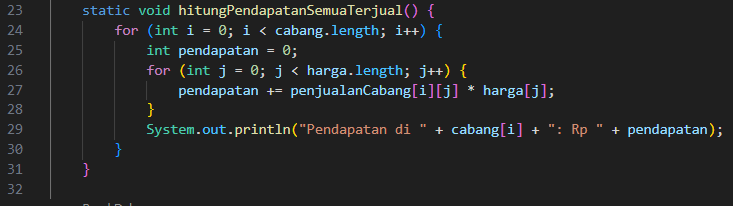 23 static void hitungPendapatanSemuaTerjual() {
24 for (int i = 0; i < cabang.length; i++) {
25 int pendapatan = 0;
26 for (int j = 0; j < harga.length; j++) {
27 pendapatan += penjualanCabang[i][j] * harga[j];
28 }
29 System.out.println("Pendapatan di " + cabang[i] + ": Rp " + pendapatan);
30 }
31 }
32